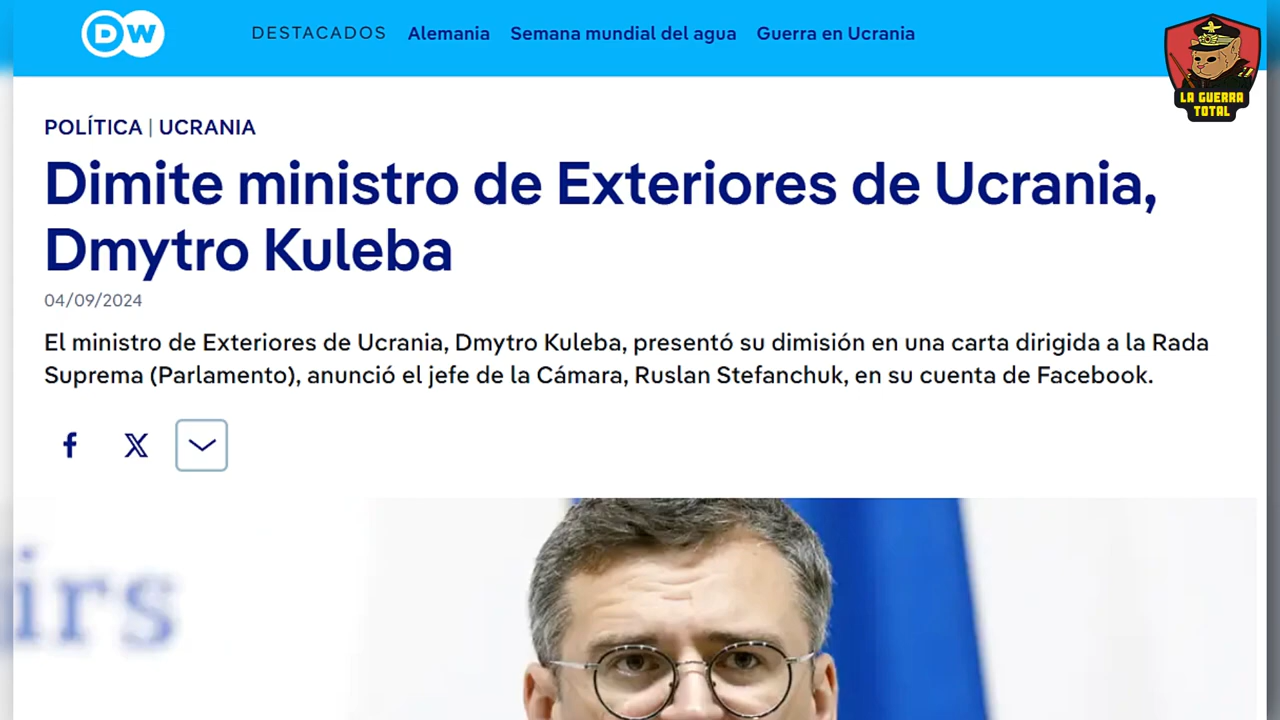 DW
DESTACADOS Alemania Semana mundial del agua Guerra en Ucrania
LA GUERRA
TOTAL
POLÍTICA | UCRANIA
Dimite ministro de Exteriores de Ucrania,
Dmytro Kuleba
04/09/2024
El ministro de Exteriores de Ucrania, Dmytro Kuleba, presentó su dimisión en una carta dirigida a la Rada
Suprema (Parlamento), anunció el jefe de la Cámara, Ruslan Stefanchuk, en su cuenta de Facebook.
irs